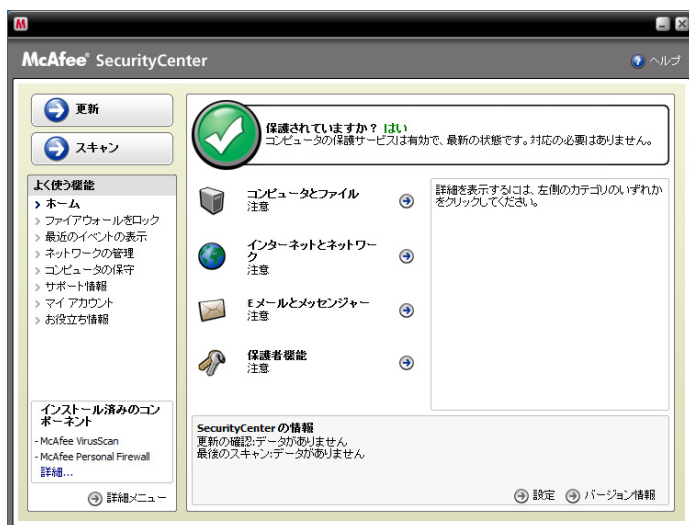 McAfee® SecurityCenter
ヘルプ
更新
スキャン
よく使う機能
ホーム
ファイアウォールをロック
最近のイベントの表示
ネットワークの管理
コンピュータの保守
サポート情報
マイ アカウント
お役立ち情報
インストール済みのコン
ポーネント
- McAfee VirusScan
- McAfee Personal Firewall
詳細...
詳細メニュー
保護されていますか? はい
コンピュータの保護サービスは有効で、最新の状態です。対応の必要はありません。
コンピュータとファイル
注意
インターネットとネットワー
ク
注意
Eメールとメッセンジャー
注意
保護者機能
注意
詳細を表示するには、左側のカテゴリのいずれか
をクリックしてください。
SecurityCenter の情報
更新の確認:データがありません
最後のスキャン:データがありません
設定
バージョン情報